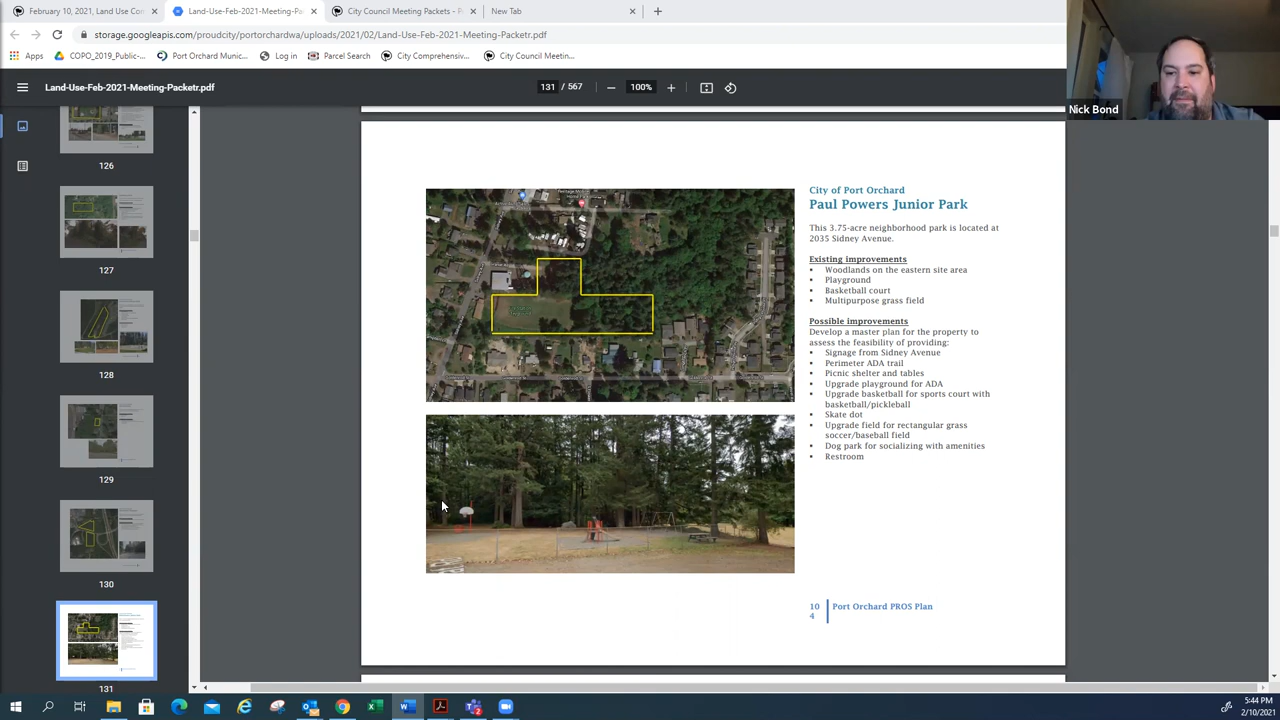 February 10, 2021, Land Use Co
Land-Use-Feb-2021-Meeting-Pa
City Council Meeting Packets - P
New Tab
storage.googleapis.com/proudcity/portorchardwa/uploads/2021/02/Land-Use-Feb-2021-Meeting-Packetr.pdf
Apps
COPO_2019_Public-...
Port Orchard Munic...
Log in
Parcel Search
City Comprehensiv...
City Council Meetin...
Land-Use-Feb-2021-Meeting-Packetr.pdf
131 / 567
100%
Nick Bond
126
127
128
129
130
131
City of Port Orchard
Paul Powers Junior Park
This 3.75-acre neighborhood park is located at
2035 Sidney Avenue.
Existing improvements
▪ Woodlands on the eastern site area
▪ Playground
▪ Basketball court
▪ Multipurpose grass field
Possible improvements
Develop a master plan for the property to
assess the feasibility of providing:
▪ Signage from Sidney Avenue
▪ Perimeter ADA trail
▪ Picnic shelter and tables
▪ Upgrade playground for ADA
▪ Upgrade basketball for sports court with
basketball/pickleball
▪ Skate dot
▪ Upgrade field for rectangular grass
soccer/baseball field
▪ Dog park for socializing with amenities
▪ Restroom
10
4
Port Orchard PROS Plan
5:44 PM
2/10/2021